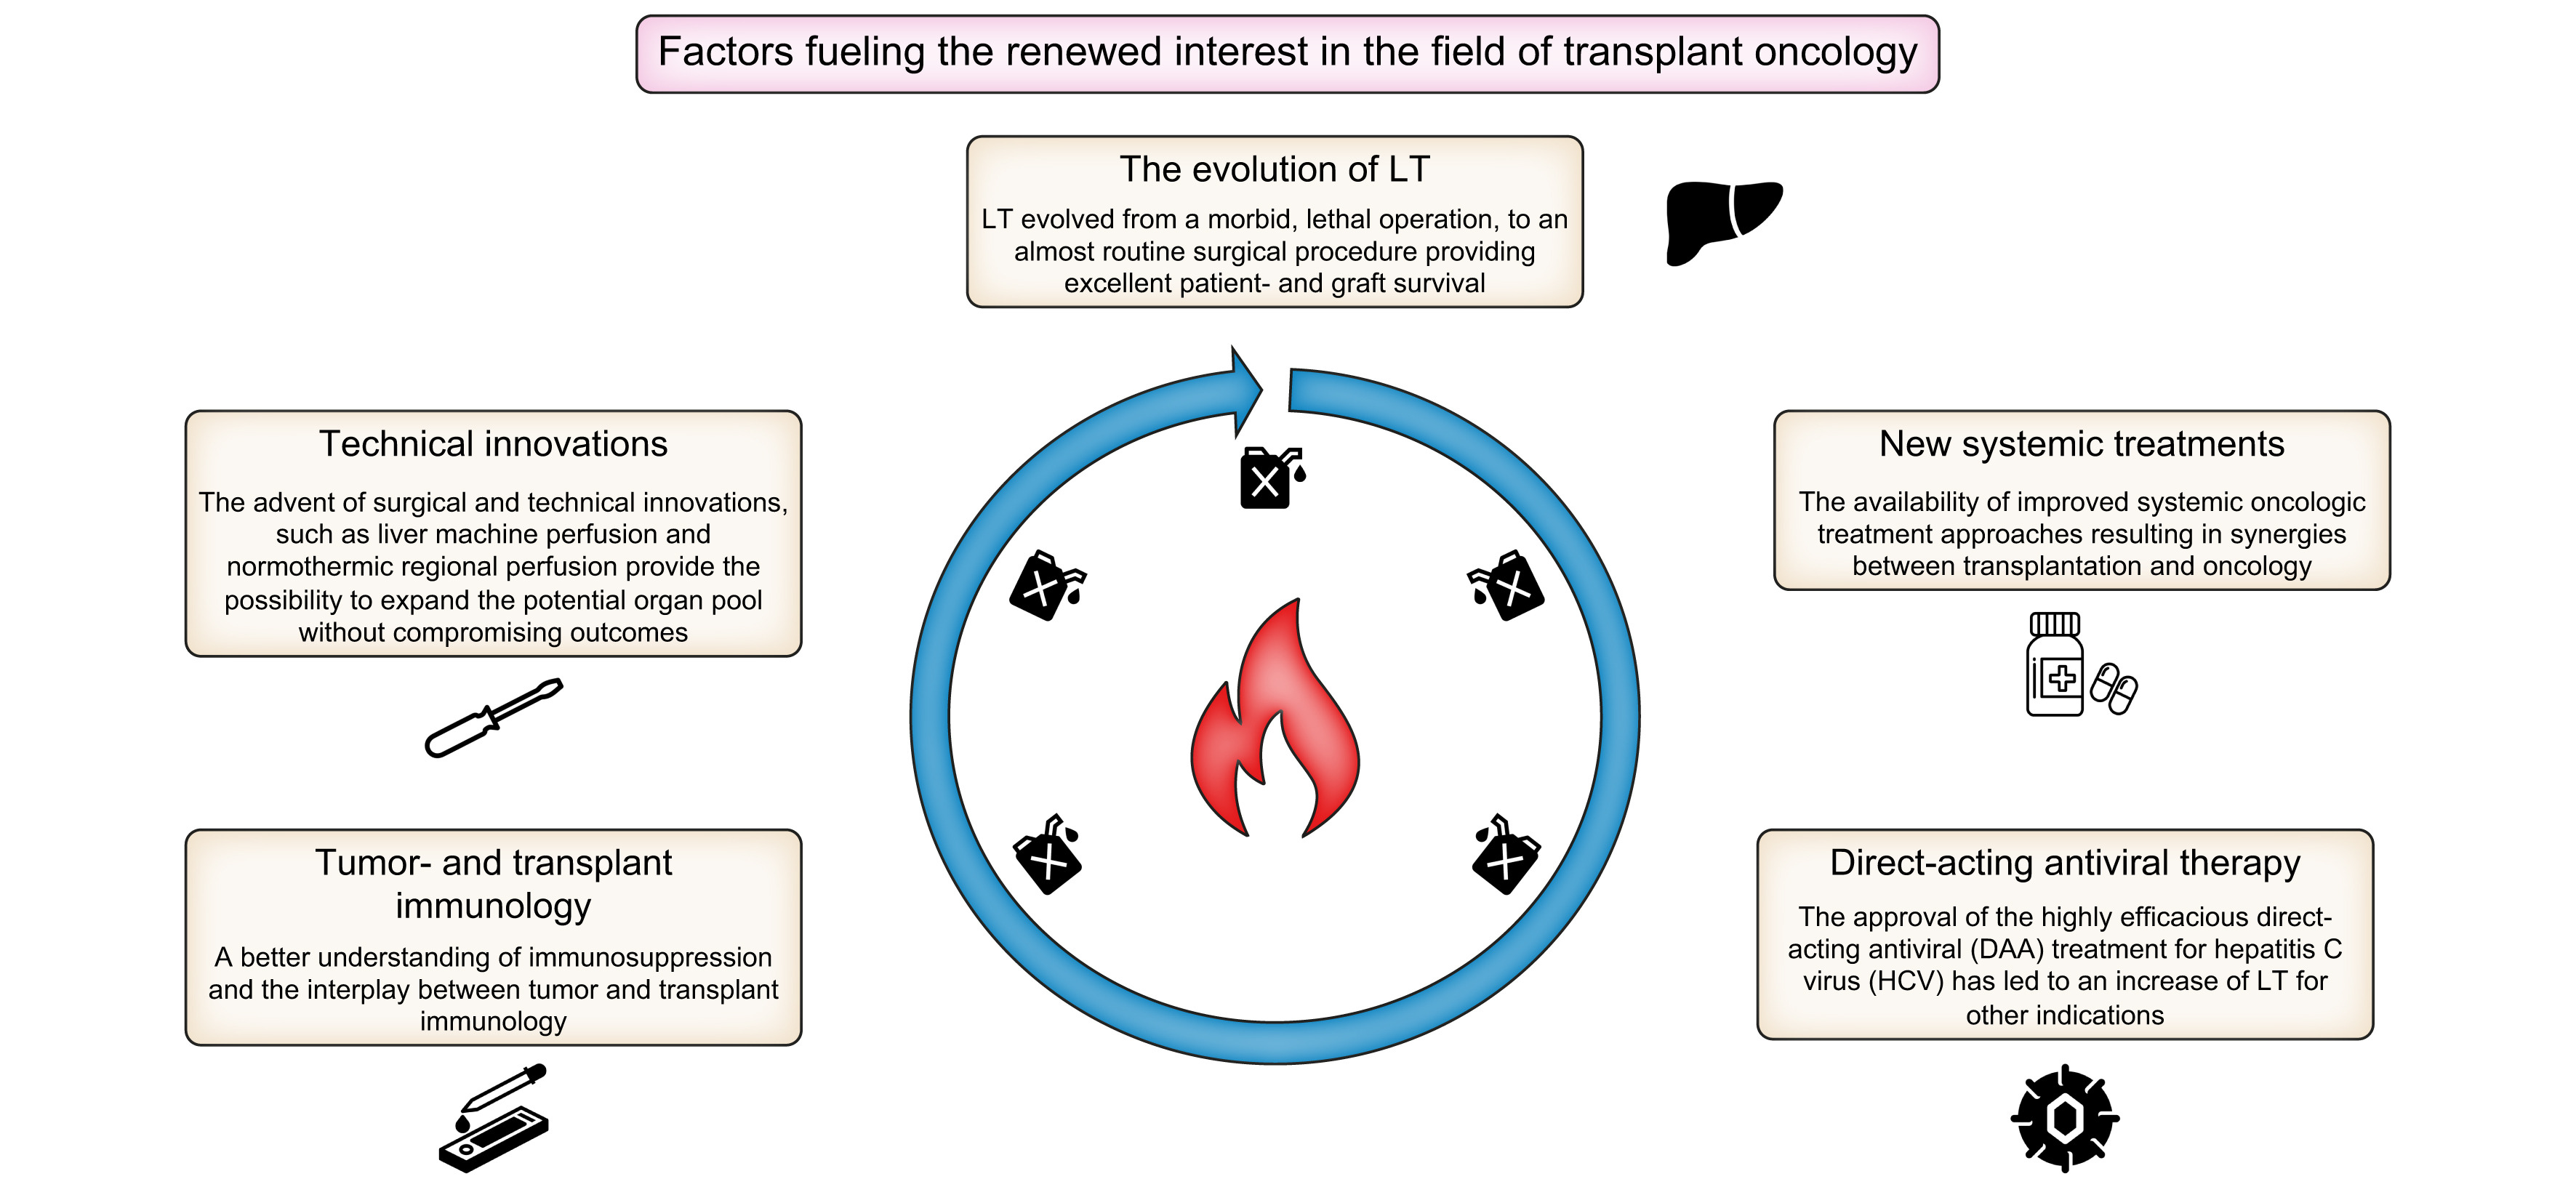 Factors fueling the renewed interest in the field of transplant oncology
The evolution of LT
LT evolved from a morbid, lethal operation, to an
almost routine surgical procedure providing
excellent patient- and graft survival
Technical innovations
The advent of surgical and technical innovations,
such as liver machine perfusion and
normothermic regional perfusion provide the
possibility to expand the potential organ pool
without compromising outcomes
New systemic treatments
The availability of improved systemic oncologic
treatment approaches resulting in synergies
between transplantation and oncology
Tumor- and transplant
immunology
A better understanding of immunosuppression
and the interplay between tumor and transplant
immunology
Direct-acting antiviral therapy
The approval of the highly efficacious direct-
acting antiviral (DAA) treatment for hepatitis C
virus (HCV) has led to an increase of LT for
other indications